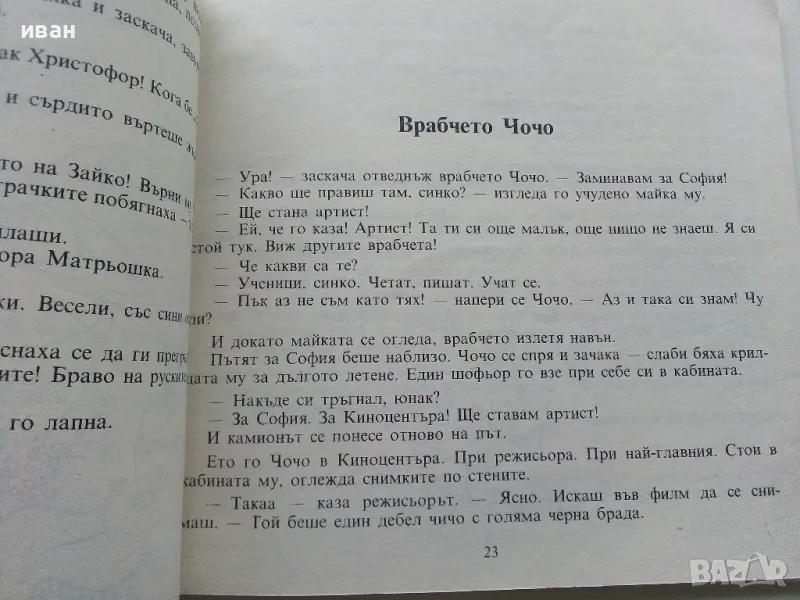 иван
ка и заскача, завър
ак Христофор! Кога бе
и сърдито въртеше
то на Зайко! Върни
грачките побягнаха –
плаши.
ора Матрьошка.
ки. Весели, със сини
снаха се да ги
ите! Браво на
го лапна.
Врабчето Чочо
— Ура! — заскача отведнъж врабчето Чочо. — Заминавам за София!
— Какво ще правиш там, синко? — изгледа го учудено майка му.
— Ще стана артист!
— Ей, че го каза! Артист! Та ти си още малък, още нищо не знаеш. Я си
стой тук. Виж другите врабчета!
— Че какви са те?
— Ученици, синко. Четат, пишат. Учат се.
— Пък аз не съм като тях! — напери се Чочо. — Аз и така си знам! Чу
ли?
И докато майката се огледа, врабчето излетя навън.
Пътят за София беше наблизо. Чочо се спря и зачака — слаби бяха крил-
цата му за дългото летене. Един шофьор го взе при себе си в кабината.
— Накъде си тръгнал, юнак?
— За София. За Киноцентъра! Ще ставам артист!
И камионът се понесе отново на път.
Ето го Чочо в Киноцентъра. При режисьора. При най-главния. Стои в
кабината му, оглежда снимките по стените.
— Такаа — каза режисьорът. — Ясно. Искаш във филм да се сни-
маш. — Той беше един дебел чичо с голяма черна брада.
23
BAZAR